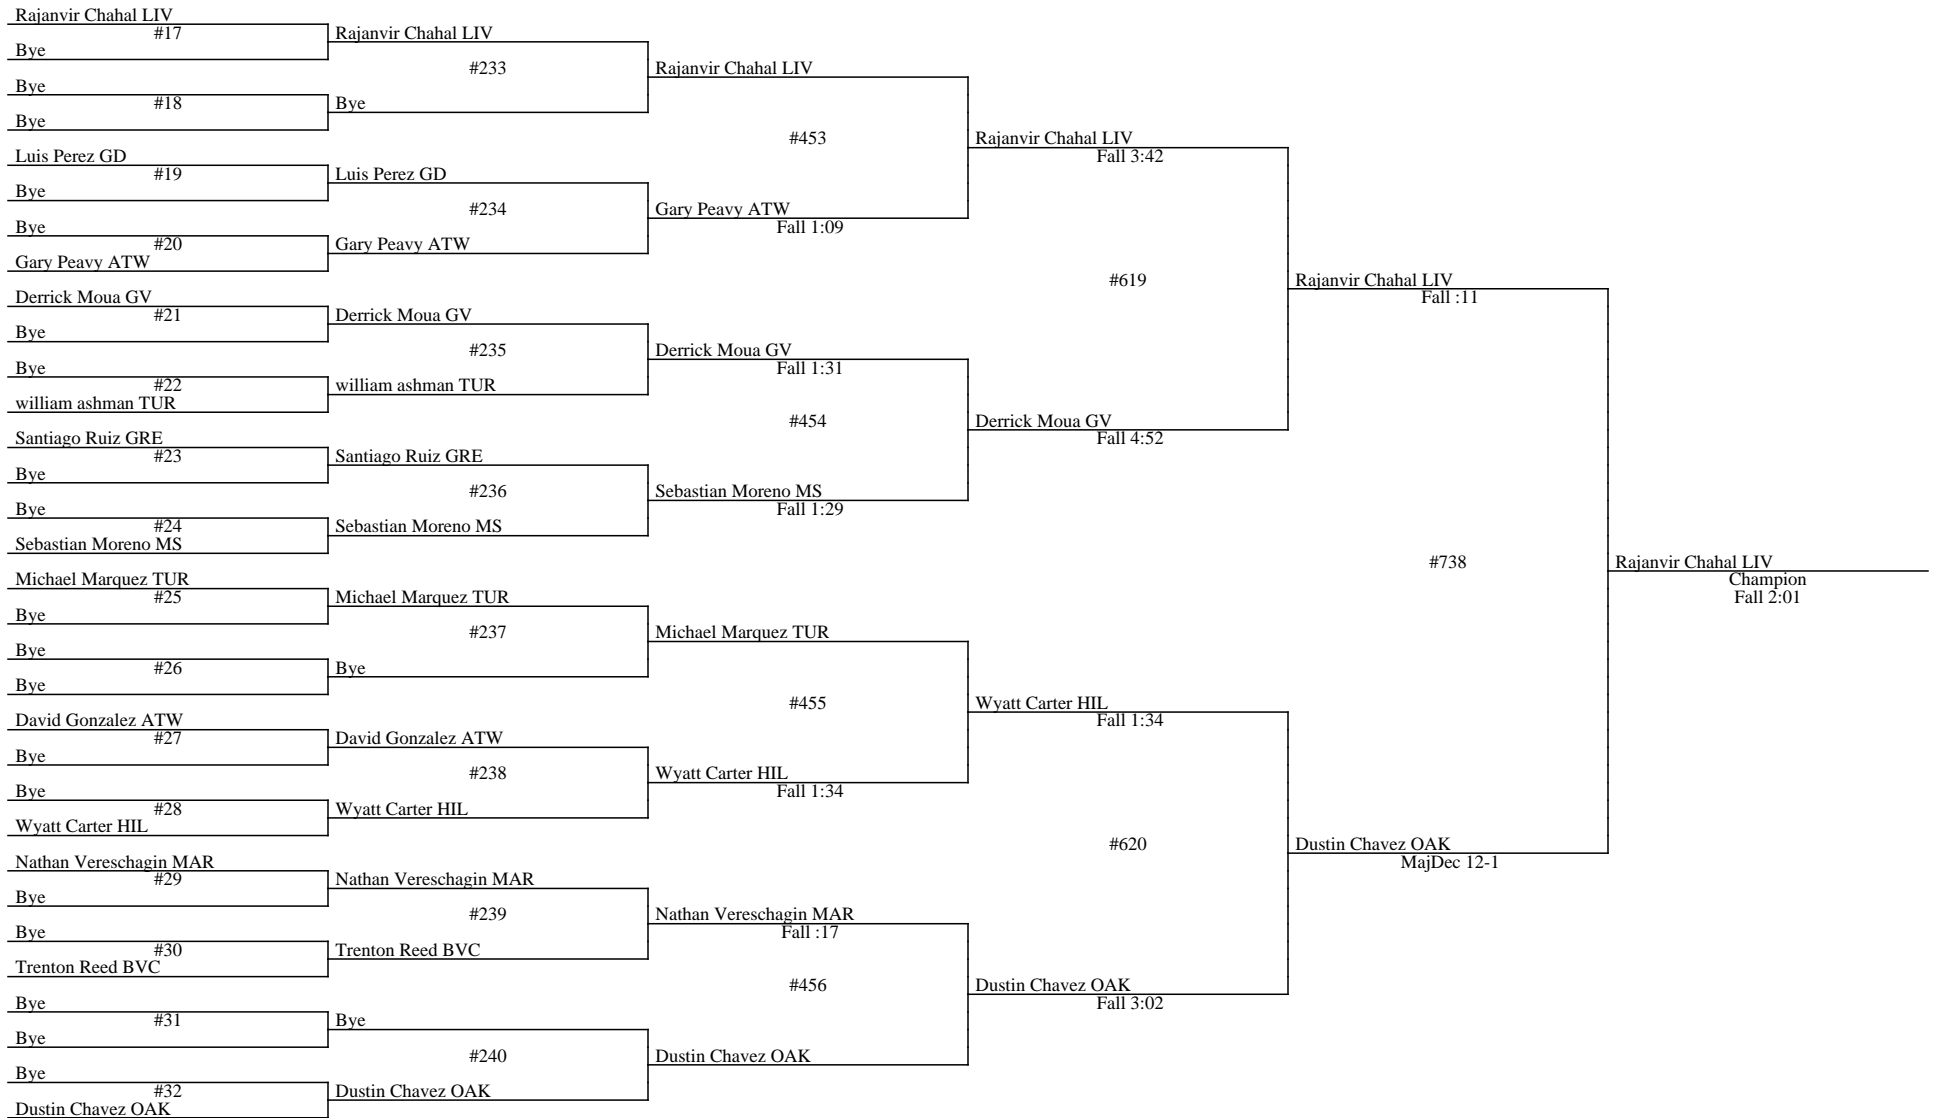 Rajanvir Chahal LIV
#17
Bye
Bye
#18
Bye
Luis Perez GD
#19
Bye
Bye
#20
Gary Peavy ATW
Derrick Moua GV
#21
Bye
Bye
#22
william ashman TUR
Santiago Ruiz GRE
#23
Bye
Bye
#24
Sebastian Moreno MS
Michael Marquez TUR
#25
Bye
Bye
#26
Bye
David Gonzalez ATW
#27
Bye
Bye
#28
Wyatt Carter HIL
Nathan Vereschagin MAR
#29
Bye
Bye
#30
Trenton Reed BVC
Bye
#31
Bye
Bye
#32
Dustin Chavez OAK
Rajanvir Chahal LIV
#233
Bye
Luis Perez GD
#234
Gary Peavy ATW
Derrick Moua GV
#235
william ashman TUR
Santiago Ruiz GRE
#236
Sebastian Moreno MS
Michael Marquez TUR
#237
Bye
David Gonzalez ATW
#238
Wyatt Carter HIL
Nathan Vereschagin MAR
#239
Trenton Reed BVC
Bye
#240
Dustin Chavez OAK
Rajanvir Chahal LIV
#453
Gary Peavy ATW
Fall 1:09
Derrick Moua GV
Fall 1:31
#454
Sebastian Moreno MS
Fall 1:29
Michael Marquez TUR
#455
Wyatt Carter HIL
Fall 1:34
Nathan Vereschagin MAR
Fall :17
#456
Dustin Chavez OAK
Rajanvir Chahal LIV
Fall 3:42
#619
Derrick Moua GV
Fall 4:52
Wyatt Carter HIL
Fall 1:34
#620
Dustin Chavez OAK
Fall 3:02
Rajanvir Chahal LIV
Fall :11
#738
Dustin Chavez OAK
MajDec 12-1
Rajanvir Chahal LIV
Champion
Fall 2:01